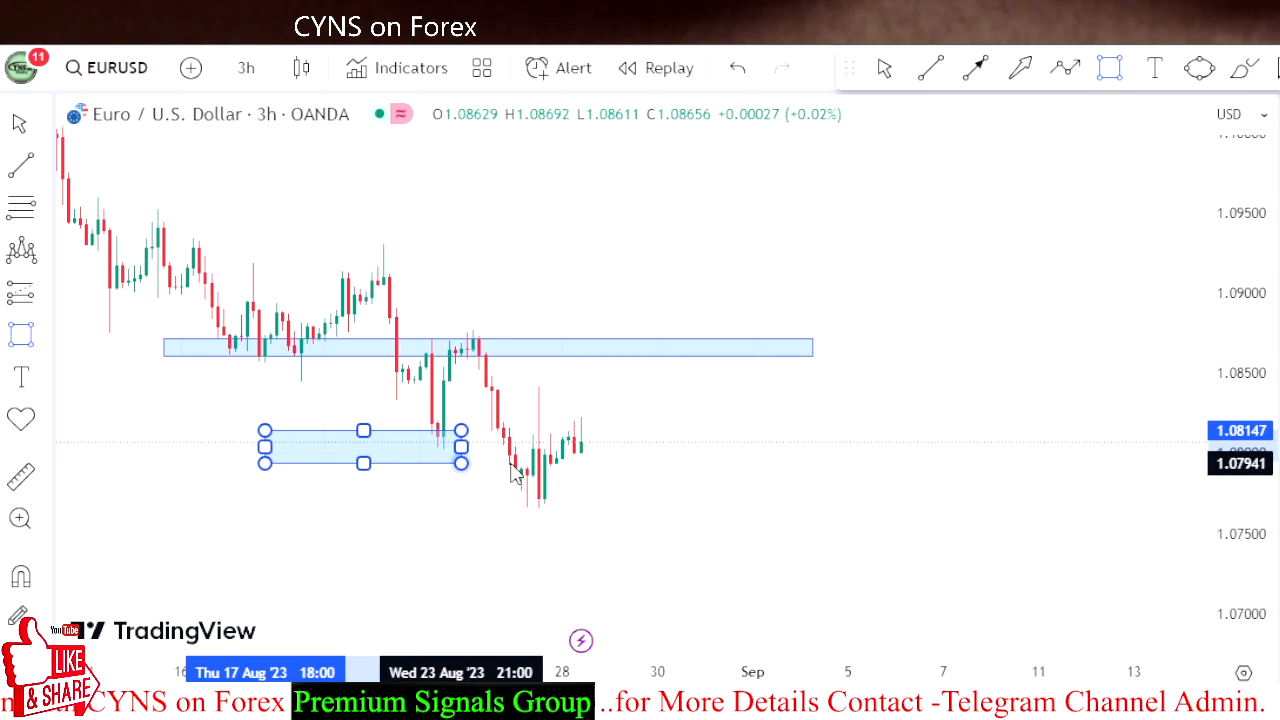 CYNS on Forex
11
EURUSD
3h
Indicators
Alert
Replay
Euro / U.S. Dollar · 3h · OANDA
O1.08629 H1.08692 L1.08611 C1.08656 +0.00027 (+0.02%)
USD
1.09500
1.09000
1.08500
1.08147
1.07941
1.07500
1.07000
TradingView
YouTube
LIKE
& SHARE
16
Thu 17 Aug '23 18:00
Wed 23 Aug '23 21:00
28
30
Sep
5
7
11
13
CYNS on Forex Premium Signals Group ..for More Details Contact -Telegram Channel Admin.